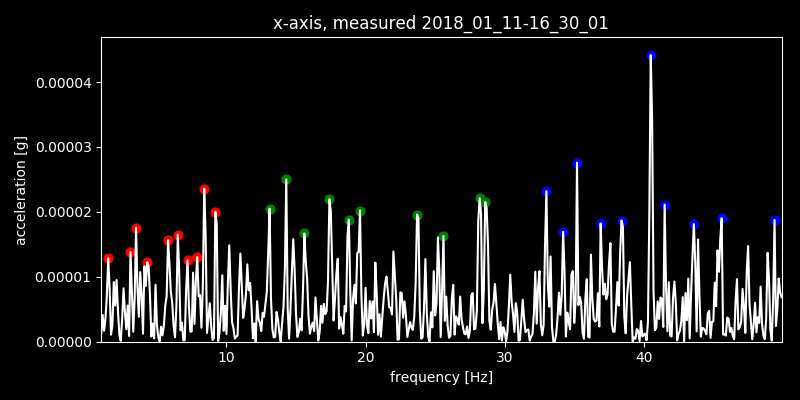 x-axis, measured 2018_01_11-16_30_01
acceleration [g]
0.00004
0.00003
0.00002
0.00001
0.00000
10 20 30 40
frequency [Hz]